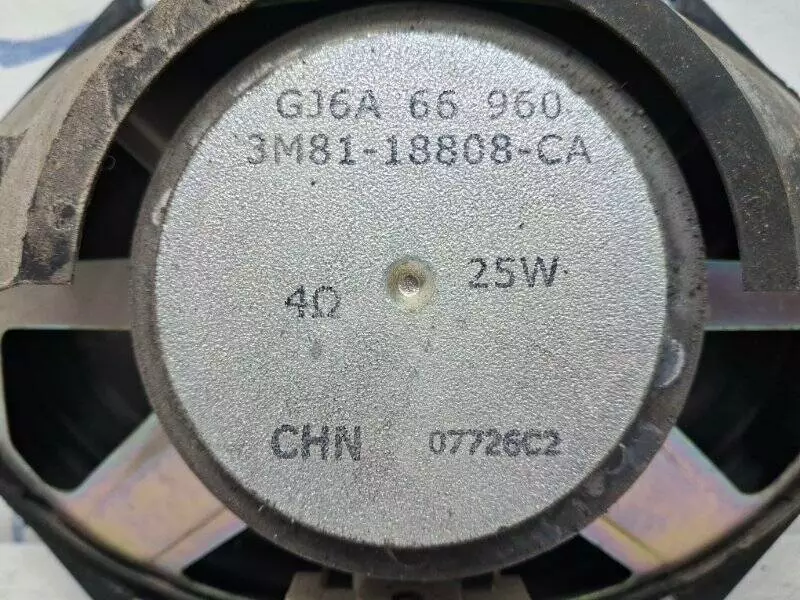 GJ6A 66 960
3M81-18808-CA
4Ω 25W
CHN 07726C2